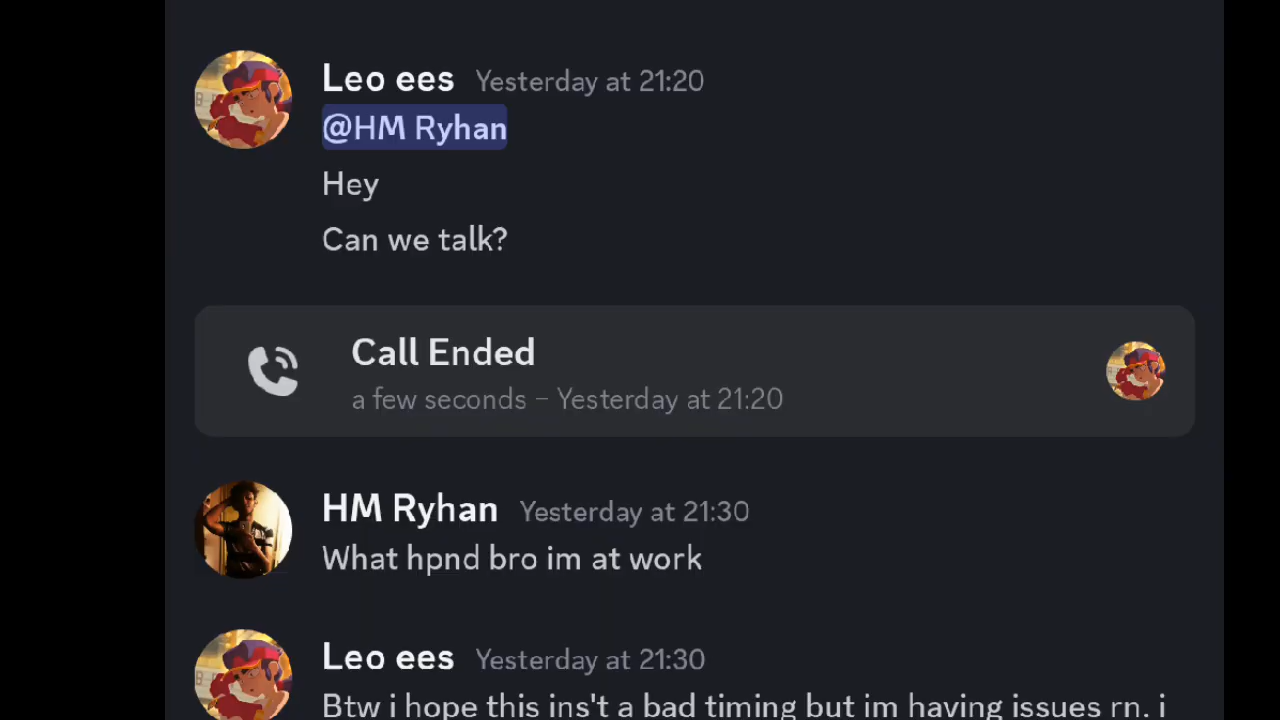 Leo ees Yesterday at 21:20
@HM Ryhan
Hey
Can we talk?
Call Ended
a few seconds – Yesterday at 21:20
HM Ryhan Yesterday at 21:30
What hpnd bro im at work
Leo ees Yesterday at 21:30
Btw i hope this ins't a bad timing but im having issues rn. i